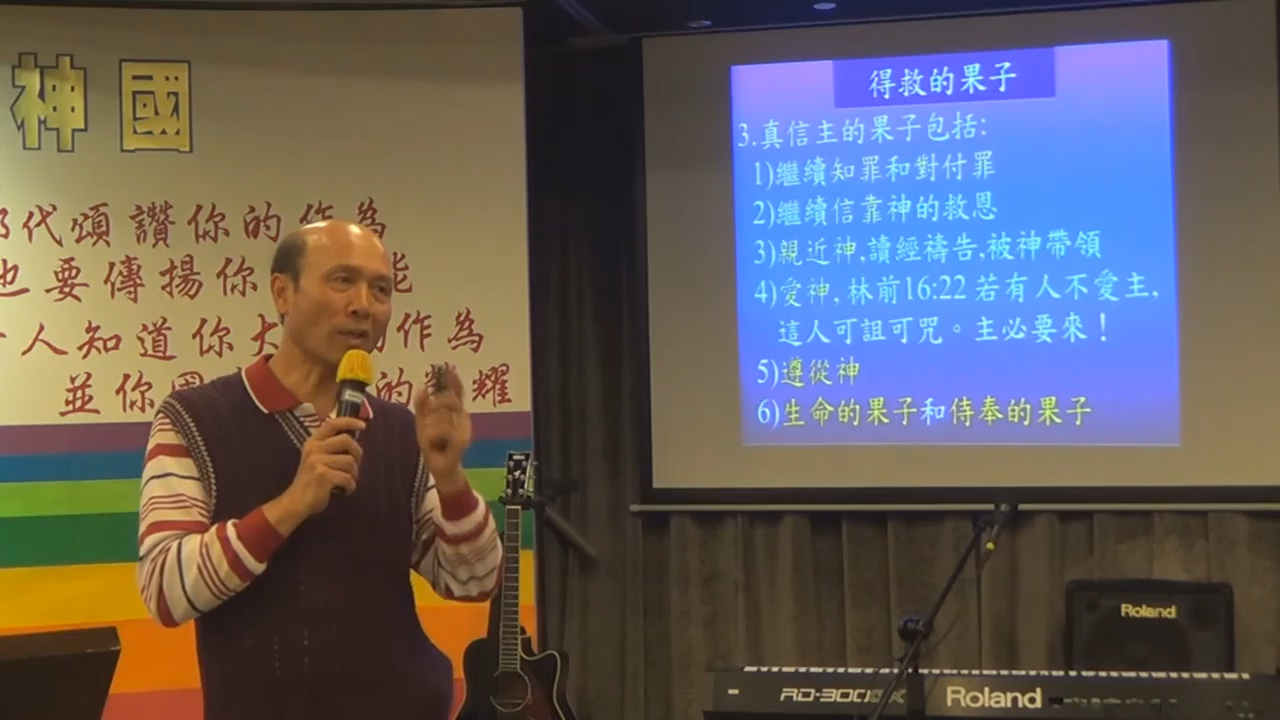 神國
代頌讚你的作為
也要傳揚你 能
人知道你大 作為
並你國 的 耀
得救的果子
3.真信主的果子包括:
1)繼續知罪和對付罪
2)繼續信靠神的救恩
3)親近神,讀經禱告,被神帶領
4)愛神, 林前16:22 若有人不愛主,
這人可詛可咒。主必要來！
5)遵從神
6)生命的果子和侍奉的果子
Roland
RD-300GX
Roland